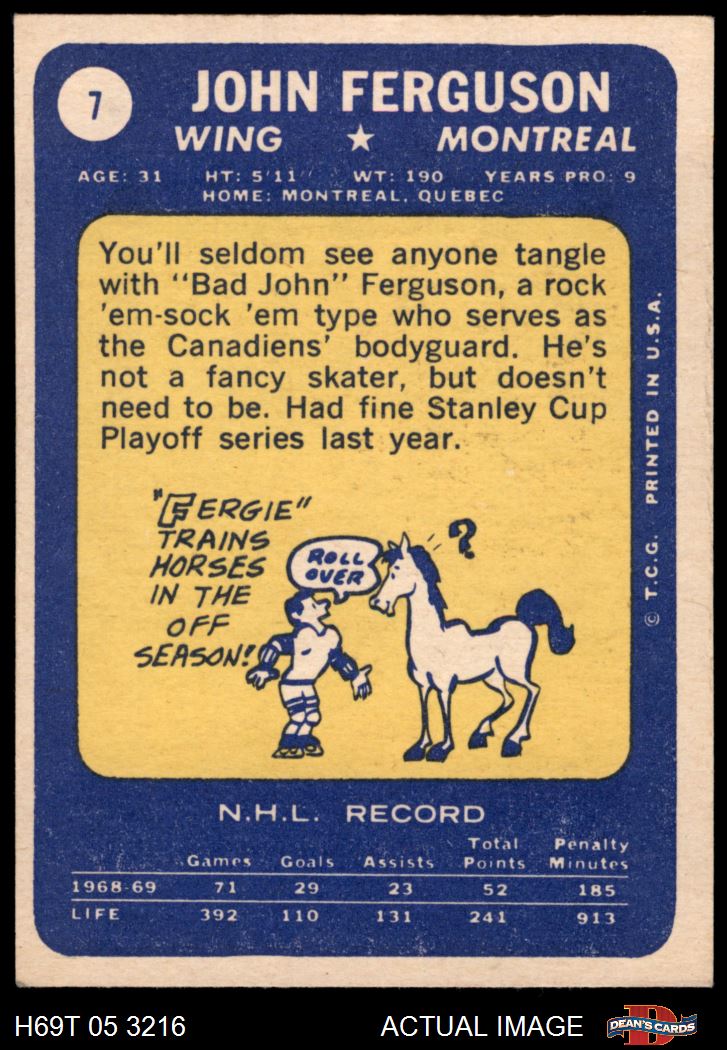 7
JOHN FERGUSON
WING ★ MONTREAL
AGE: 31 HT: 5'11" WT: 190 YEARS PRO: 9
HOME: MONTREAL, QUEBEC
You'll seldom see anyone tangle
with "Bad John" Ferguson, a rock
'em-sock 'em type who serves as
the Canadiens' bodyguard. He's
not a fancy skater, but doesn't
need to be. Had fine Stanley Cup
Playoff series last year.
"FERGIE"
TRAINS
HORSES
IN THE
OFF
SEASON!
ROLL
OVER
?
© T.C.G. PRINTED IN U.S.A.
N.H.L. RECORD
Games Goals Assists Total Points Penalty Minutes
1968-69 71 29 23 52 185
LIFE 392 110 131 241 913
H69T 05 3216 ACTUAL IMAGE
DEAN'S CARDS